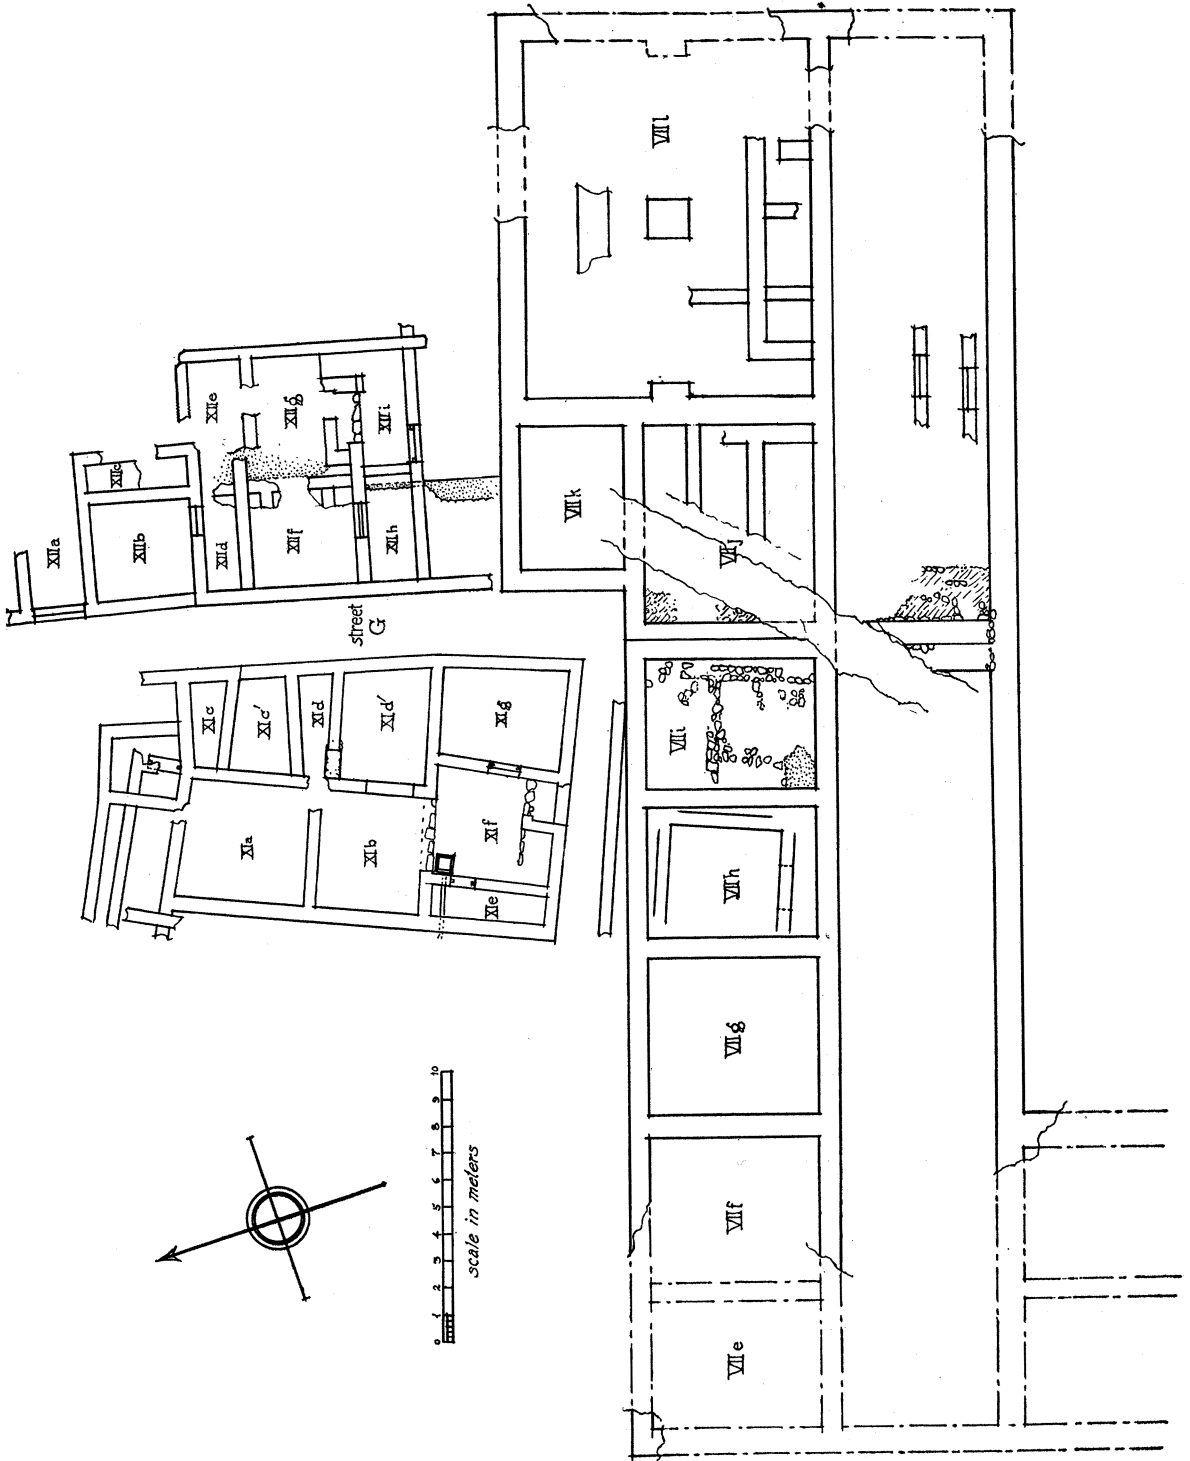 VII l
XII e
XII g
XII i
XII c
XII a
XII b
XII d
XII f
XII h
VII k
VII j
street
G
XI c
XI c'
XI d
XI d'
XI g
XI a
XI b
XI f
XI e
VII i
VII h
VII g
VII f
VII e
0 1 2 3 4 5 6 7 8 9 10
scale in meters